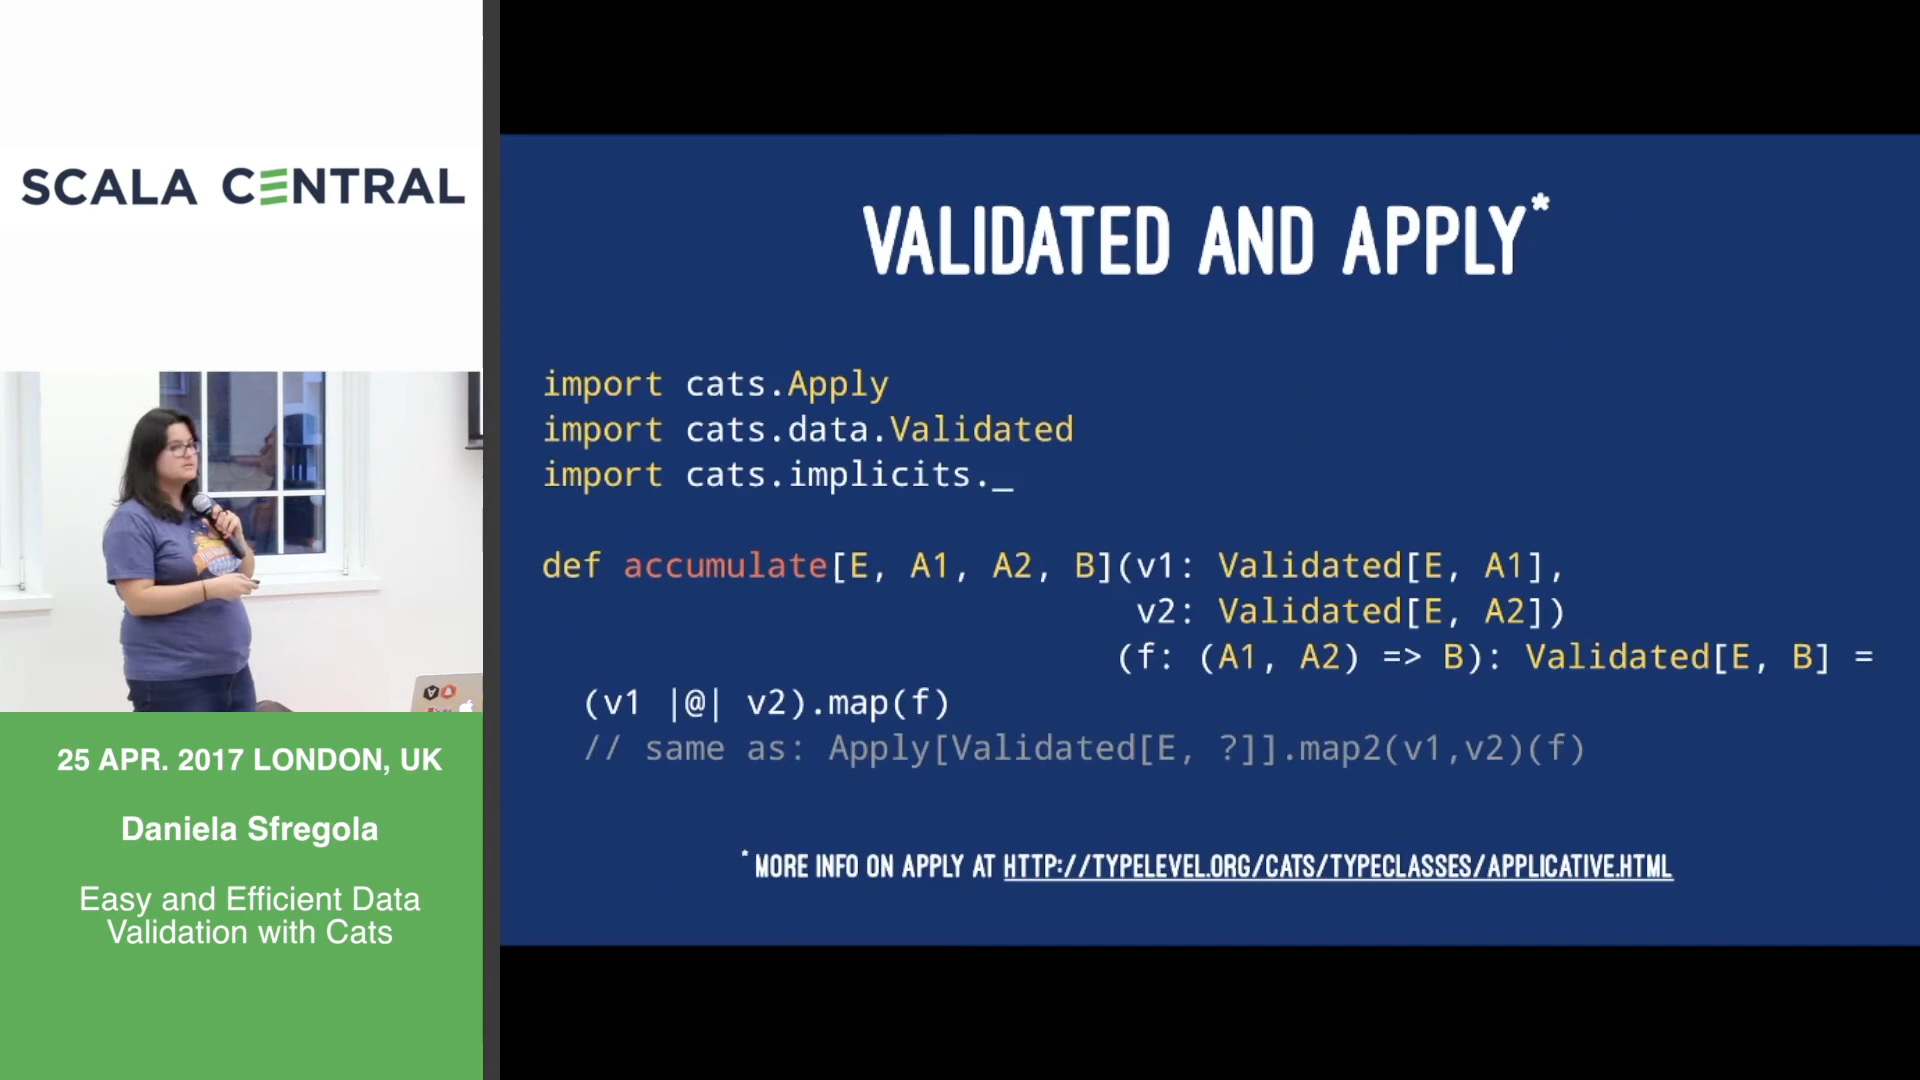 SCALA CENTRAL
25 APR. 2017 LONDON, UK
Daniela Sfregola
Easy and Efficient Data
Validation with Cats
VALIDATED AND APPLY*
import cats.Apply
import cats.data.Validated
import cats.implicits._
def accumulate[E, A1, A2, B](v1: Validated[E, A1],
v2: Validated[E, A2])
(f: (A1, A2) => B): Validated[E, B] =
(v1 |@| v2).map(f)
// same as: Apply[Validated[E, ?]].map2(v1,v2)(f)
* MORE INFO ON APPLY AT HTTP://TYPELEVEL.ORG/CATS/TYPECLASSES/APPLICATIVE.HTML